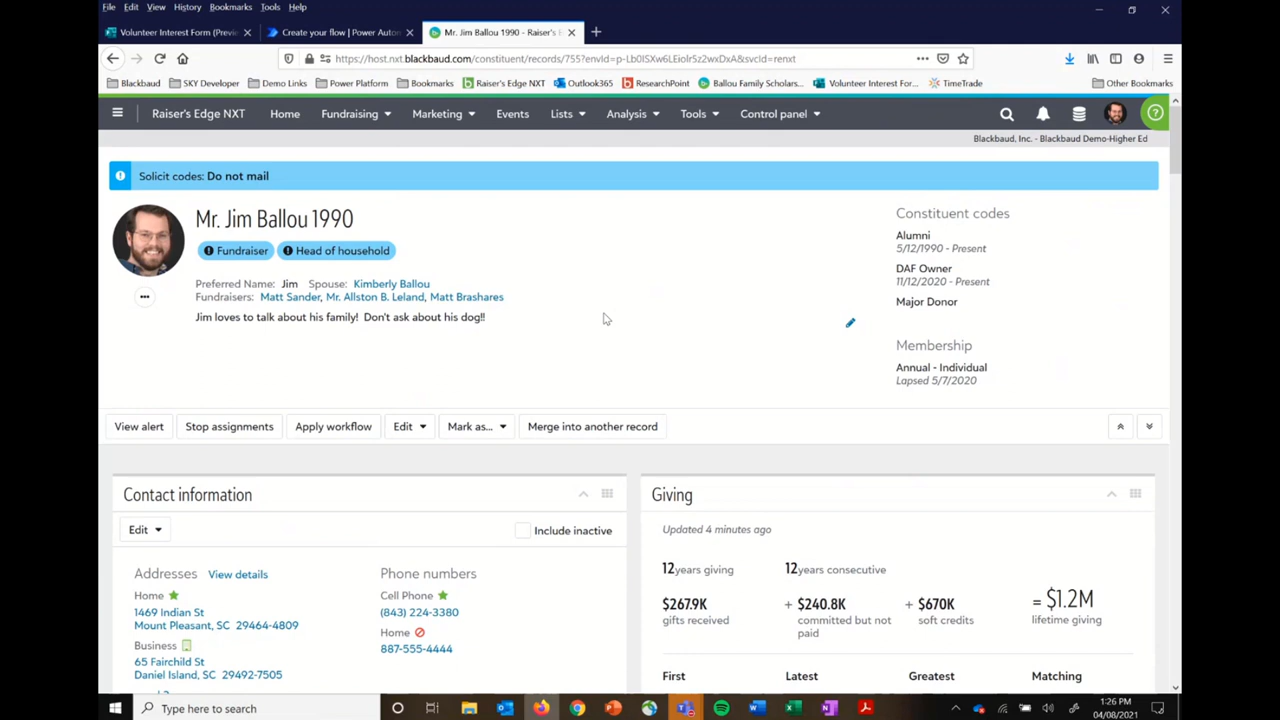 File Edit View History Bookmarks Tools Help
Volunteer Interest Form (Previ
Create your flow | Power Autom
Mr. Jim Ballou 1990 - Raiser's E
https://host.nxt.blackbaud.com/constituent/records/755?envId=p-Lb0ISXw6LEiolr5z2wxDxA&svcId=renxt
Blackbaud SKY Developer Demo Links Power Platform Bookmarks Raiser's Edge NXT Outlook365 ResearchPoint Ballou Family Scholars... Volunteer Interest For... TimeTrade Other Bookmarks
Raiser's Edge NXT Home Fundraising Marketing Events Lists Analysis Tools Control panel
Blackbaud, Inc. - Blackbaud Demo-Higher Ed
Solicit codes: Do not mail
Mr. Jim Ballou 1990
Fundraiser Head of household
Preferred Name: Jim Spouse: Kimberly Ballou
Fundraisers: Matt Sander, Mr. Allston B. Leland, Matt Brashares
Jim loves to talk about his family! Don't ask about his dog!!
Constituent codes
Alumni
5/12/1990 - Present
DAF Owner
11/12/2020 - Present
Major Donor
Membership
Annual - Individual
Lapsed 5/7/2020
View alert Stop assignments Apply workflow Edit Mark as... Merge into another record
Contact information
Edit Include inactive
Addresses View details
Home
1469 Indian St
Mount Pleasant, SC 29464-4809
Business
65 Fairchild St
Daniel Island, SC 29492-7505
Phone numbers
Cell Phone
(843) 224-3380
Home
887-555-4444
Giving
Updated 4 minutes ago
12 years giving 12 years consecutive
$267.9K + $240.8K + $670K = $1.2M
gifts received committed but not paid soft credits lifetime giving
First Latest Greatest Matching
Type here to search
1:26 PM
04/08/2021